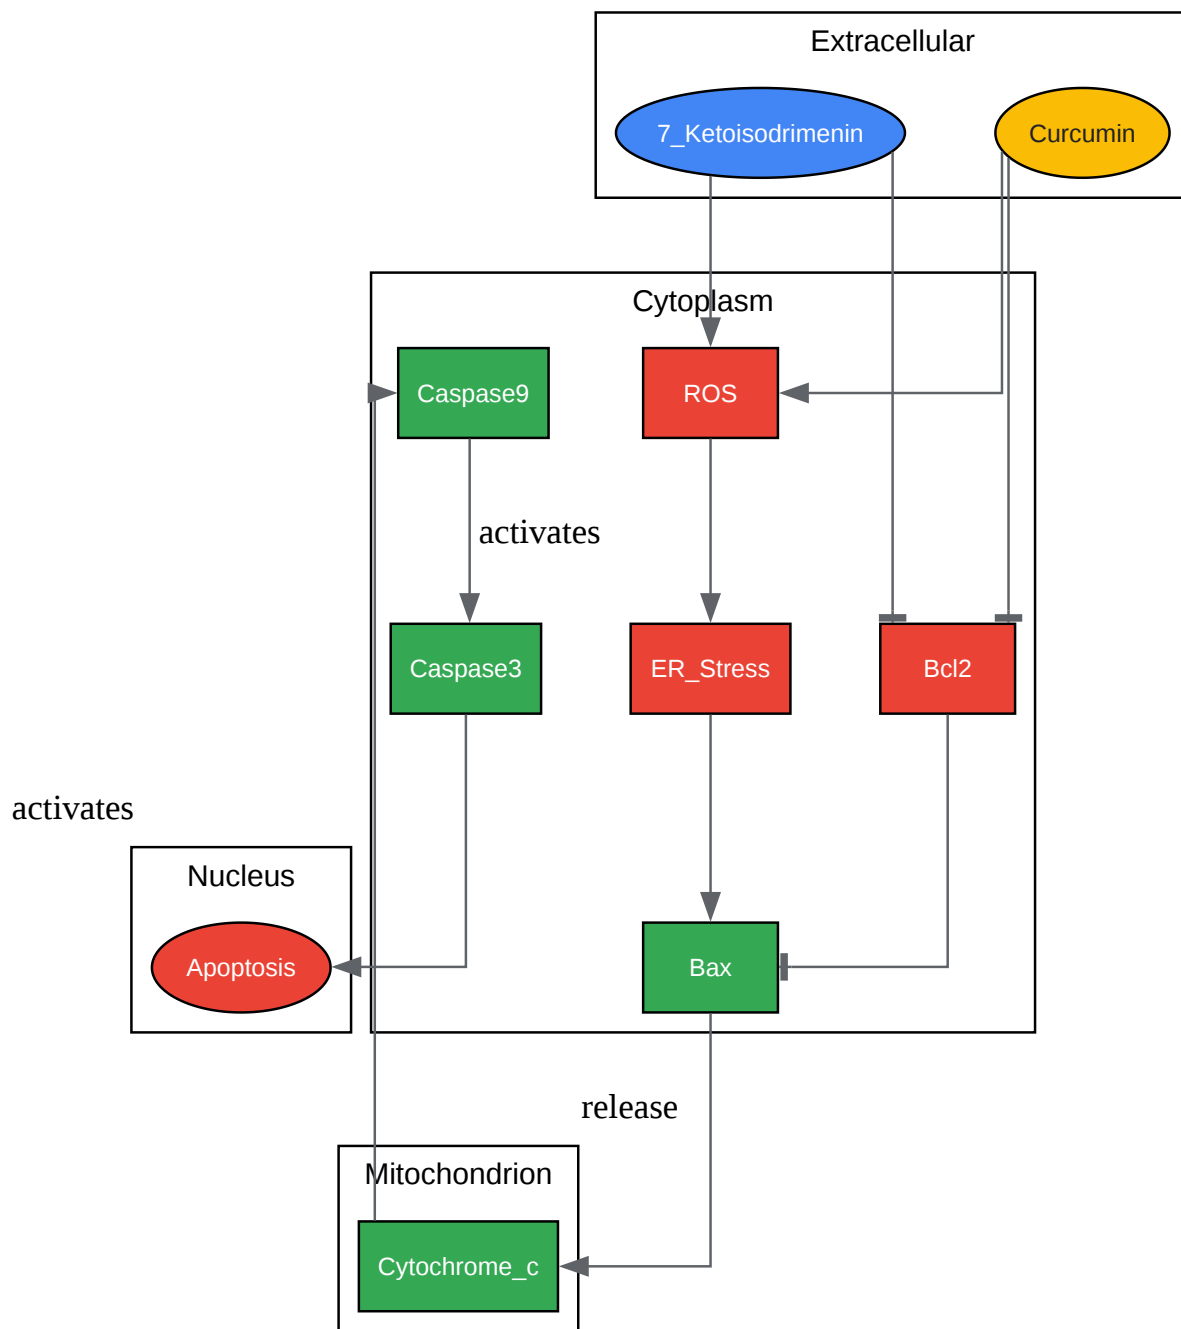 Extracellular
7_Ketoisodrimenin
Curcumin
Cytoplasm
Caspase9
ROS
activates
Caspase3
ER_Stress
Bcl2
activates
Nucleus
Apoptosis
Bax
release
Mitochondrion
Cytochrome_c